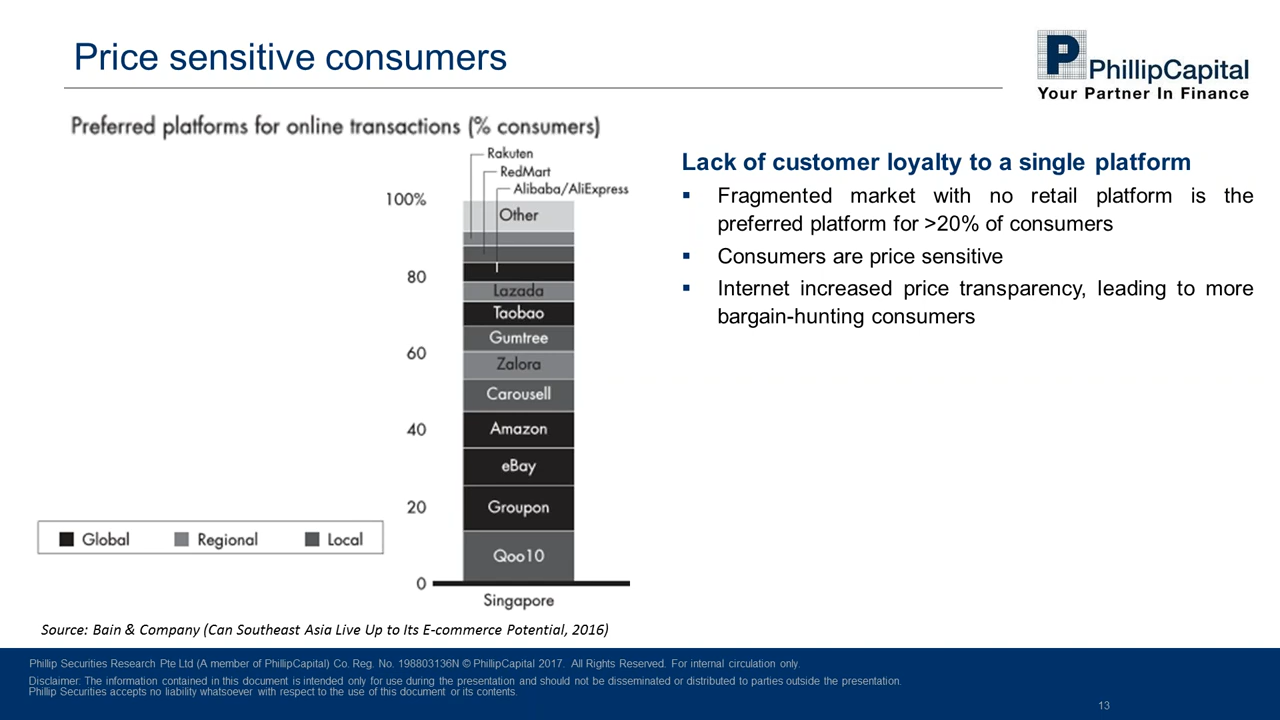 Price sensitive consumers
P PhillipCapital
Your Partner In Finance
Preferred platforms for online transactions (% consumers)
Rakuten
RedMart
Alibaba/AliExpress
100%
Other
80
Lazada
Taobao
Gumtree
60
Zalora
Carousell
40
Amazon
eBay
20
Groupon
Qoo10
0
Singapore
Global Regional Local
Source: Bain & Company (Can Southeast Asia Live Up to Its E-commerce Potential, 2016)
Lack of customer loyalty to a single platform
▪ Fragmented market with no retail platform is the
preferred platform for >20% of consumers
▪ Consumers are price sensitive
▪ Internet increased price transparency, leading to more
bargain-hunting consumers
Phillip Securities Research Pte Ltd (A member of PhillipCapital) Co. Reg. No. 198803136N © PhillipCapital 2017. All Rights Reserved. For internal circulation only.
Disclaimer: The information contained in this document is intended only for use during the presentation and should not be disseminated or distributed to parties outside the presentation.
Phillip Securities accepts no liability whatsoever with respect to the use of this document or its contents.
13